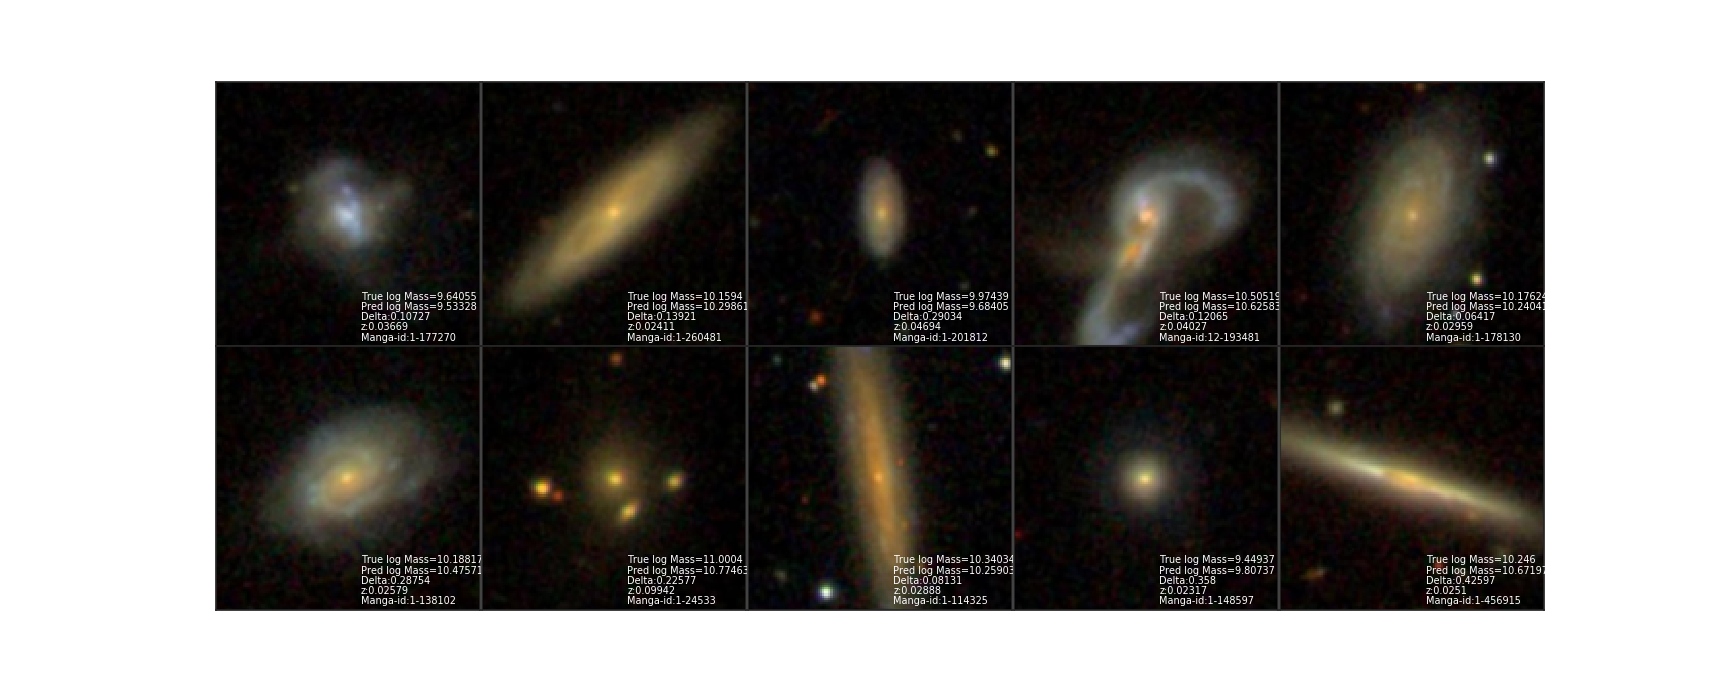 True log Mass=9.64055
Pred log Mass=9.53328
Delta:0.10727
z:0.03669
Manga-id:1-177270
True log Mass=10.1594
Pred log Mass=10.29861
Delta:0.13921
z:0.02411
Manga-id:1-260481
True log Mass=9.97439
Pred log Mass=9.68405
Delta:0.29034
z:0.04694
Manga-id:1-201812
True log Mass=10.50519
Pred log Mass=10.62583
Delta:0.12065
z:0.04027
Manga-id:12-193481
True log Mass=10.17624
Pred log Mass=10.24041
Delta:0.06417
z:0.02959
Manga-id:1-178130
True log Mass=10.18817
Pred log Mass=10.47571
Delta:0.28754
z:0.02579
Manga-id:1-138102
True log Mass=11.0004
Pred log Mass=10.77463
Delta:0.22577
z:0.09942
Manga-id:1-24533
True log Mass=10.34034
Pred log Mass=10.25903
Delta:0.08131
z:0.02888
Manga-id:1-114325
True log Mass=9.44937
Pred log Mass=9.80737
Delta:0.358
z:0.02317
Manga-id:1-148597
True log Mass=10.246
Pred log Mass=10.67197
Delta:0.42597
z:0.0251
Manga-id:1-456915